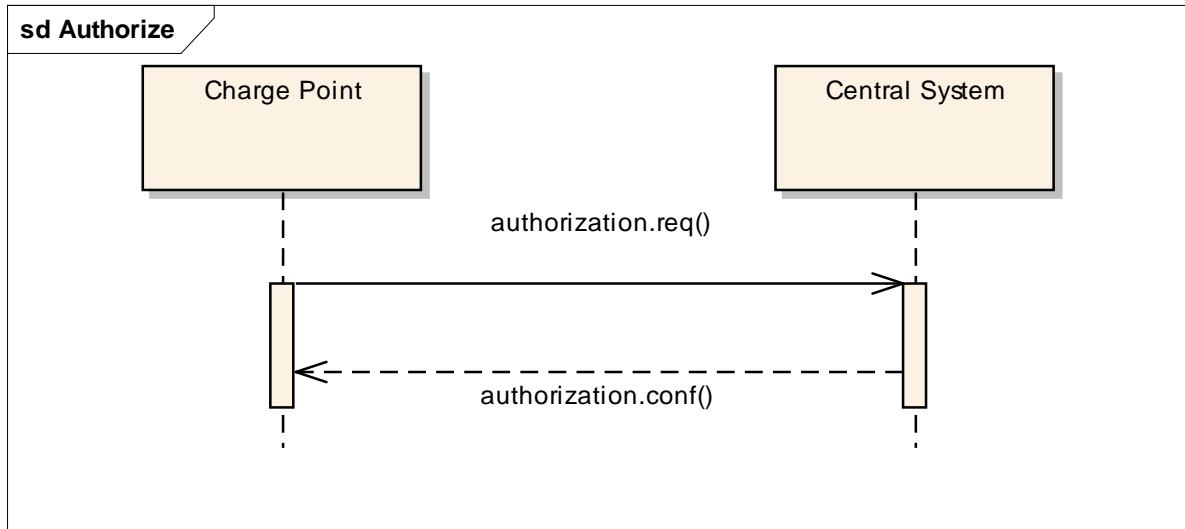 sd Authorize
Charge Point
Central System
authorization.req()
authorization.conf()